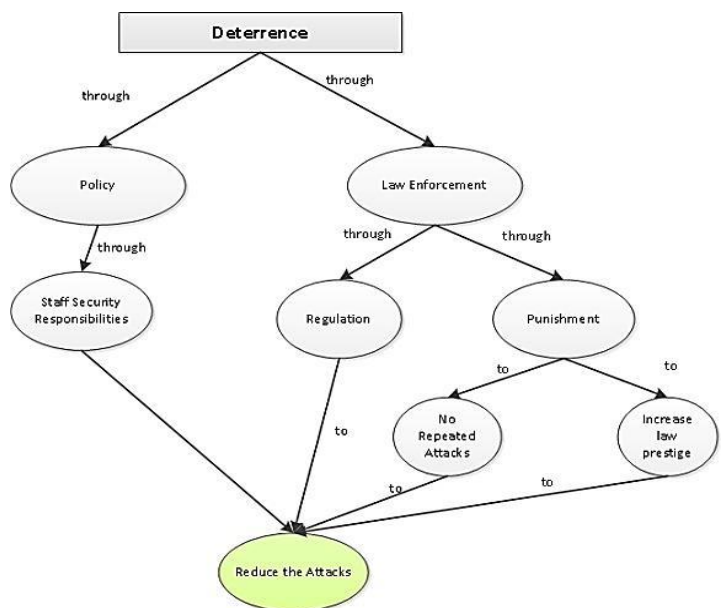 Deterrence
through
through
Policy
Law Enforcement
through
through
through
Staff Security
Responsibilities
Regulation
Punishment
to
to
to
No
Repeated
Attacks
Increase
law
prestige
to
to
Reduce the Attacks